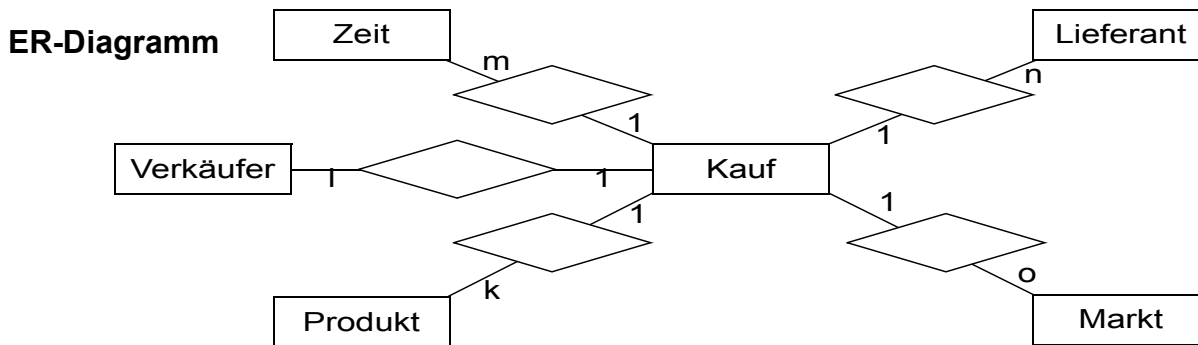 ER-Diagramm
Zeit
Lieferant
m
n
1
1
Verkäufer
l
1
Kauf
1
1
k
o
Produkt
Markt